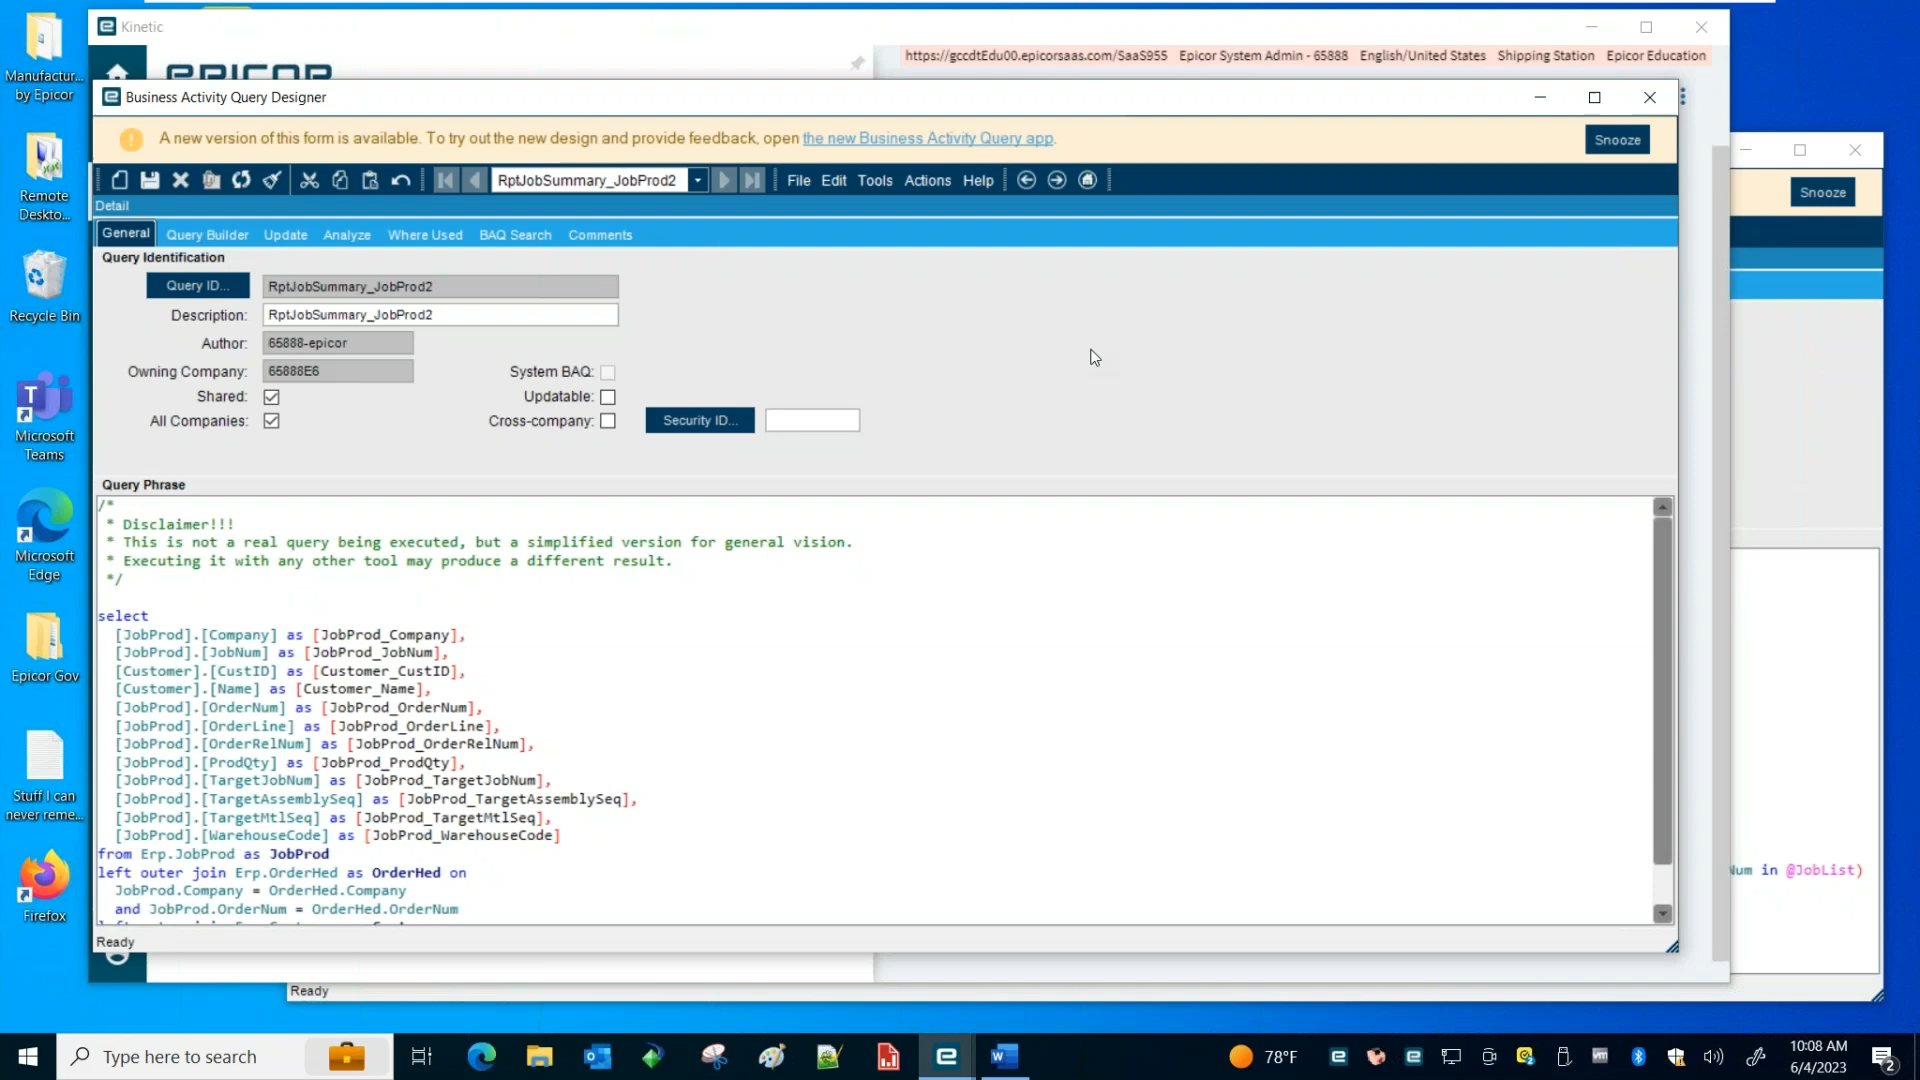 Kinetic
EPICOR
https://gccdtEdu00.epicorsaas.com/SaaS955 Epicor System Admin - 65888 English/United States Shipping Station Epicor Education
Business Activity Query Designer
A new version of this form is available. To try out the new design and provide feedback, open the new Business Activity Query app.
Snooze
Snooze
RptJobSummary_JobProd2
File Edit Tools Actions Help
Detail
General Query Builder Update Analyze Where Used BAQ Search Comments
Query Identification
Query ID... RptJobSummary_JobProd2
Description: RptJobSummary_JobProd2
Author: 65888-epicor
Owning Company: 65888E6 System BAQ:
Shared: Updatable:
All Companies: Cross-company: Security ID...
Query Phrase
/*
* Disclaimer!!!
* This is not a real query being executed, but a simplified version for general vision.
* Executing it with any other tool may produce a different result.
*/
select
[JobProd].[Company] as [JobProd_Company],
[JobProd].[JobNum] as [JobProd_JobNum],
[Customer].[CustID] as [Customer_CustID],
[Customer].[Name] as [Customer_Name],
[JobProd].[OrderNum] as [JobProd_OrderNum],
[JobProd].[OrderLine] as [JobProd_OrderLine],
[JobProd].[OrderRelNum] as [JobProd_OrderRelNum],
[JobProd].[ProdQty] as [JobProd_ProdQty],
[JobProd].[TargetJobNum] as [JobProd_TargetJobNum],
[JobProd].[TargetAssemblySeq] as [JobProd_TargetAssemblySeq],
[JobProd].[TargetMtlSeq] as [JobProd_TargetMtlSeq],
[JobProd].[WarehouseCode] as [JobProd_WarehouseCode]
from Erp.JobProd as JobProd
left outer join Erp.OrderHed as OrderHed on
JobProd.Company = OrderHed.Company
and JobProd.OrderNum = OrderHed.OrderNum
Num in @JobList)
Ready
Ready
Manufactur...
by Epicor
Remote
Deskto...
Recycle Bin
Microsoft
Teams
Microsoft
Edge
Epicor Gov
Stuff I can
never reme...
Firefox
Type here to search
78°F
10:08 AM
6/4/2023
2